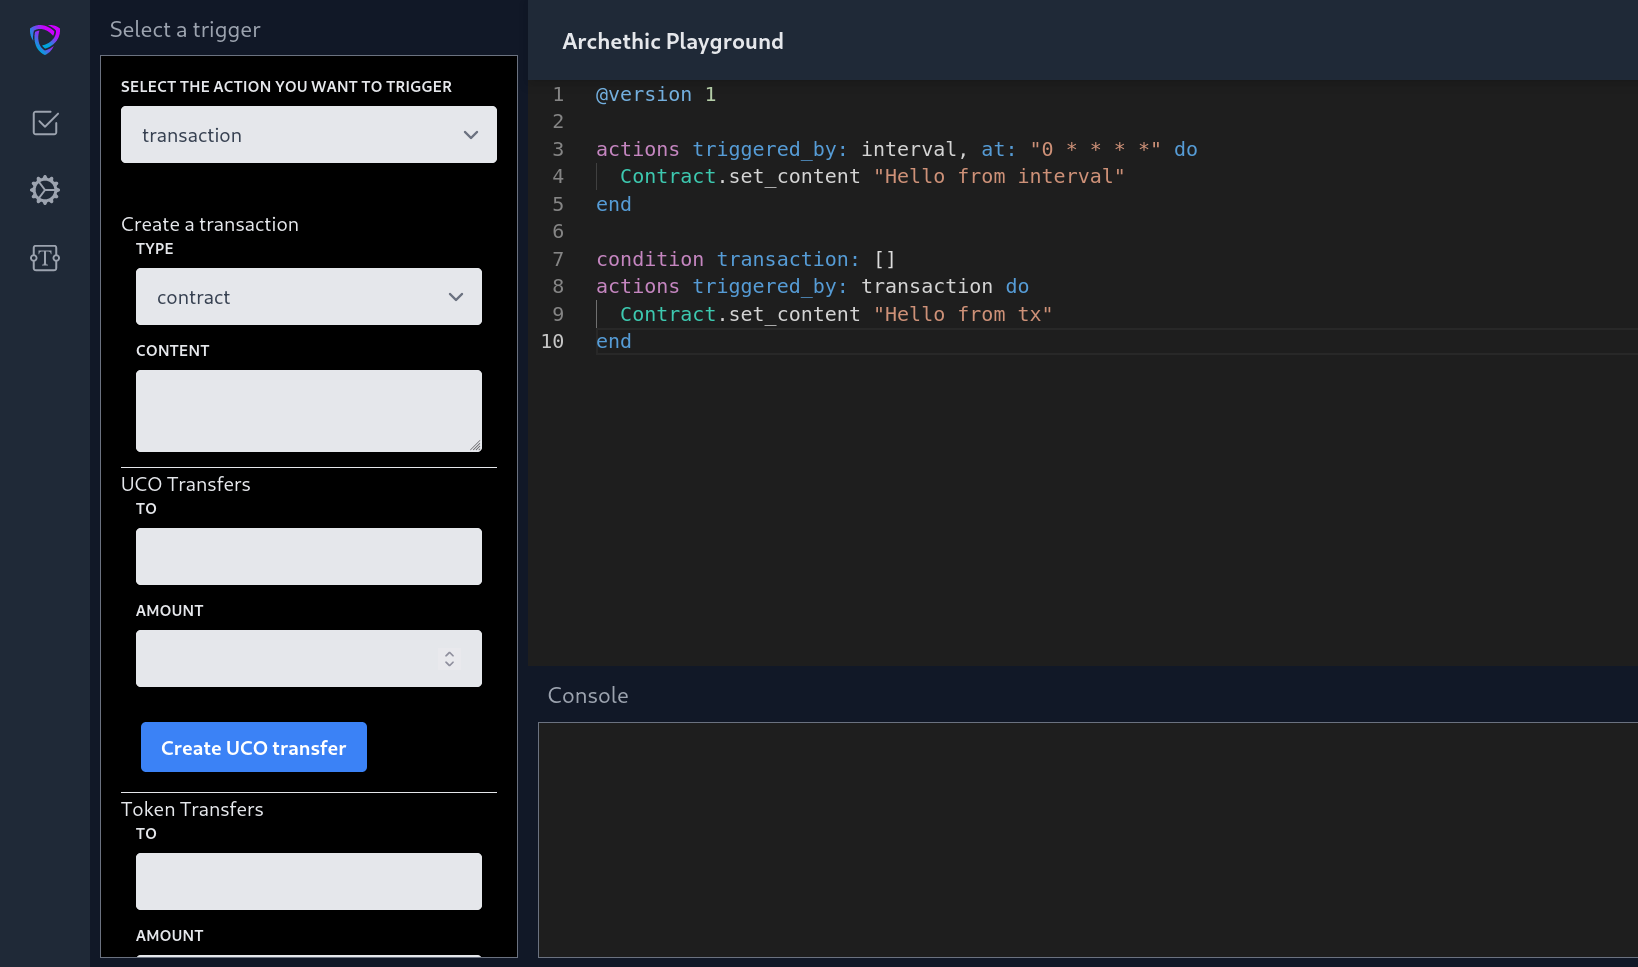 Select a trigger
SELECT THE ACTION YOU WANT TO TRIGGER
transaction
Create a transaction
TYPE
contract
CONTENT
UCO Transfers
TO
AMOUNT
Create UCO transfer
Token Transfers
TO
AMOUNT
Archethic Playground
1 @version 1
2
3 actions triggered_by: interval, at: "0 * * * *" do
4   Contract.set_content "Hello from interval"
5 end
6
7 condition transaction: []
8 actions triggered_by: transaction do
9   Contract.set_content "Hello from tx"
10 end
Console